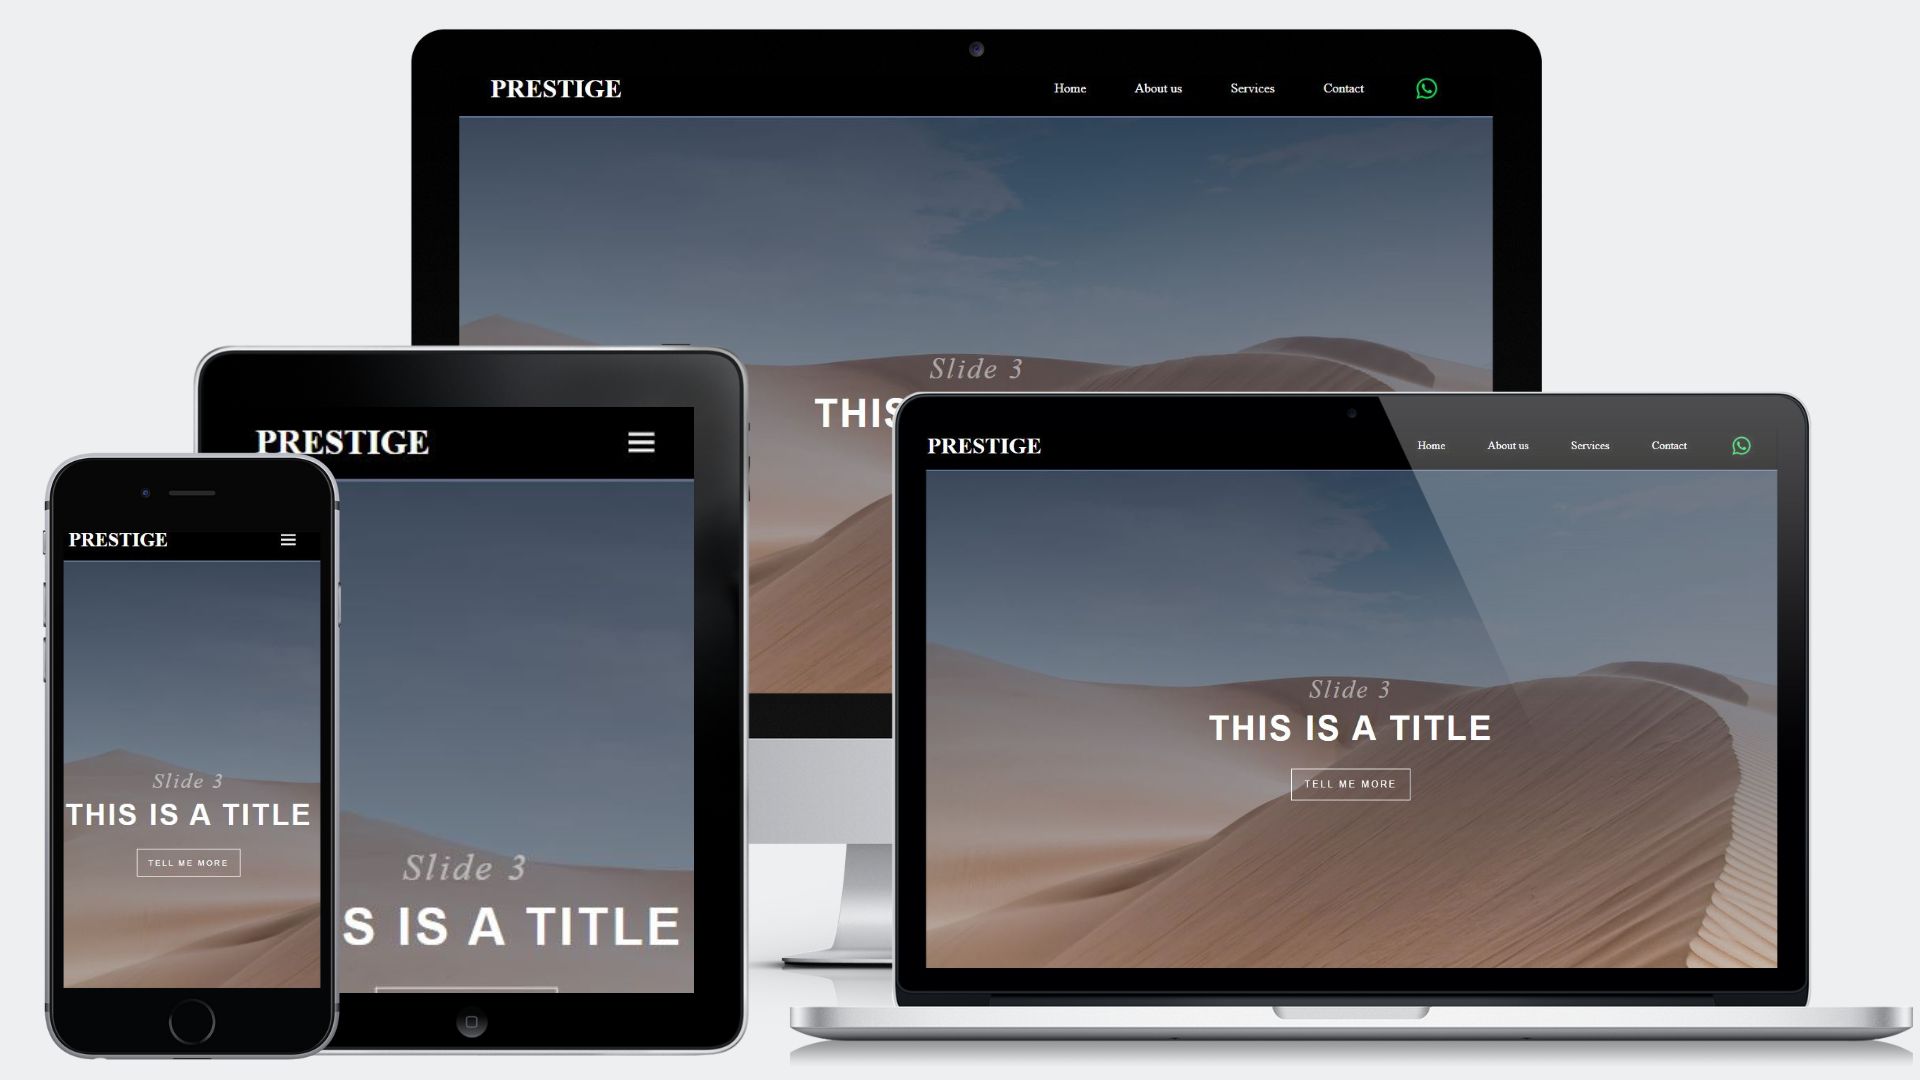 PRESTIGE Home About us Services Contact
Slide 3
THIS
PRESTIGE
Slide 3
S IS A TITLE
PRESTIGE
Slide 3
THIS IS A TITLE
TELL ME MORE
PRESTIGE Home About us Services Contact
Slide 3
THIS IS A TITLE
TELL ME MORE